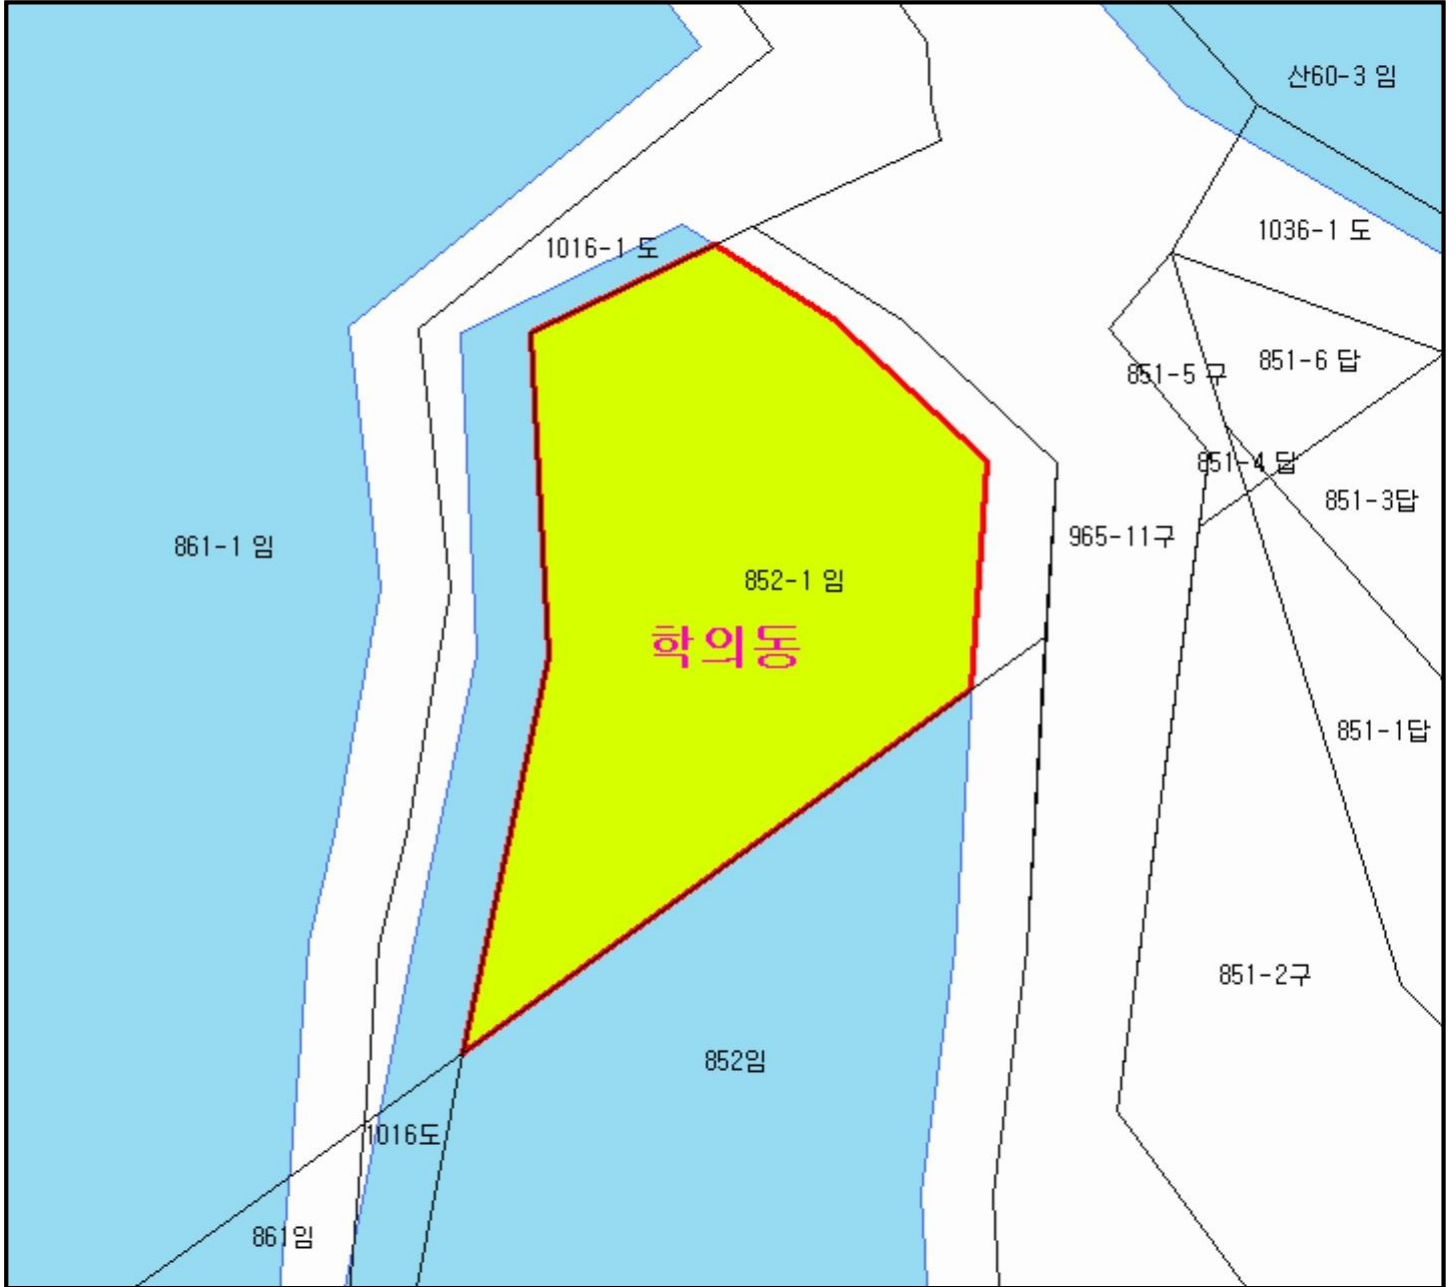 산60-3 임
1036-1 도
1016-1 도
851-6 답
851-5 구
851-4 답
851-3답
965-11구
861-1 임
852-1 임
학의동
851-1답
851-2구
852임
1016도
861임